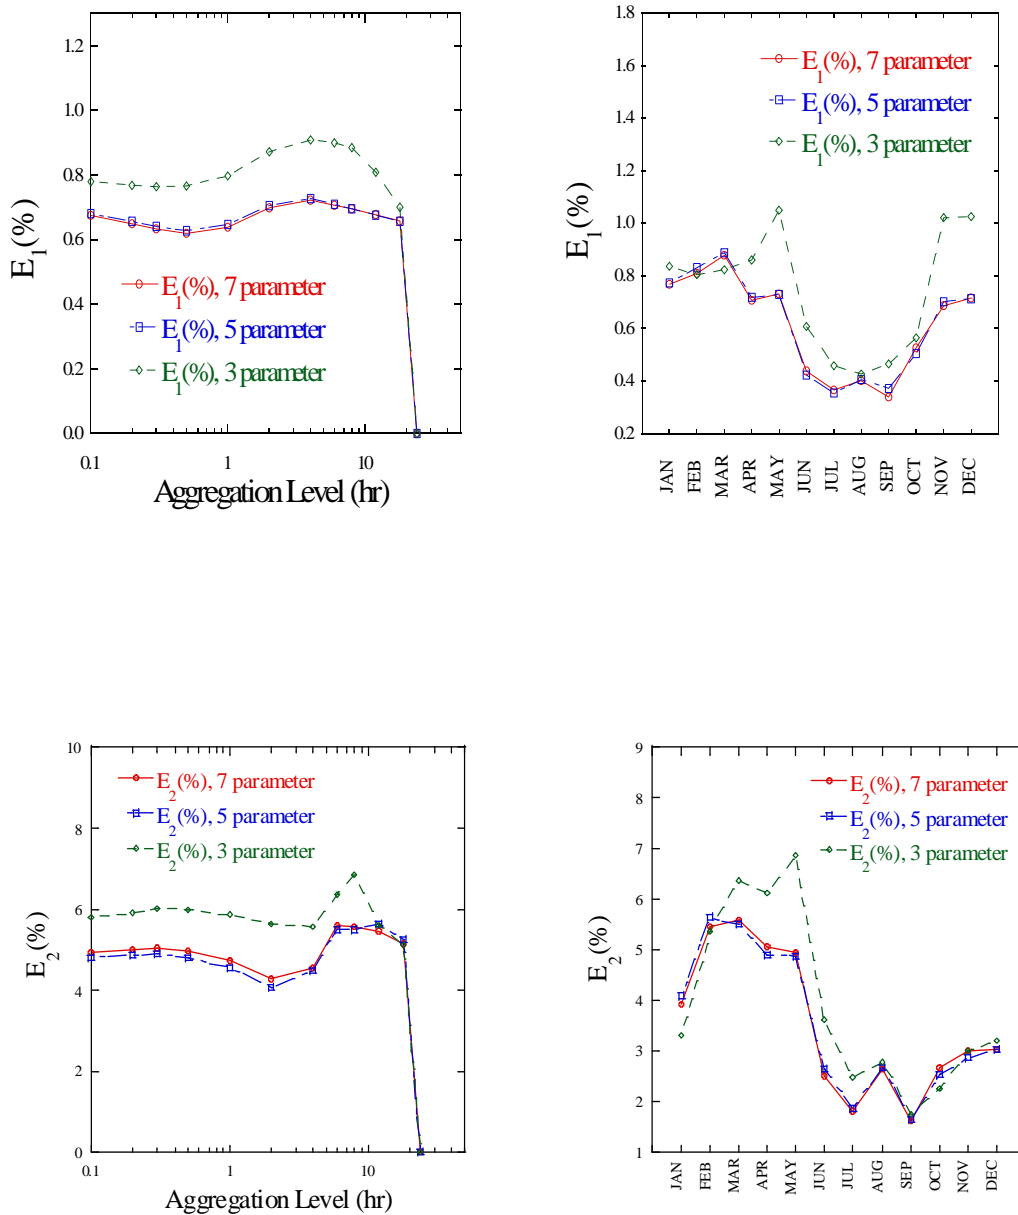 1.2
1.0
0.8
0.6
0.4
0.2
0.0
E1(%)
E1(%), 7 parameter
E1(%), 5 parameter
E1(%), 3 parameter
0.1
1
10
Aggregation Level (hr)
1.8
1.6
1.4
1.2
1.0
0.8
0.6
0.4
0.2
E1(%)
E1(%), 7 parameter
E1(%), 5 parameter
E1(%), 3 parameter
JAN
FEB
MAR
APR
MAY
JUN
JUL
AUG
SEP
OCT
NOV
DEC
10
8
6
4
2
0
E2(%)
E2(%), 7 parameter
E2(%), 5 parameter
E2(%), 3 parameter
0.1
1
10
Aggregation Level (hr)
9
8
7
6
5
4
3
2
1
E2(%)
E2(%), 7 parameter
E2(%), 5 parameter
E2(%), 3 parameter
JAN
FEB
MAR
APR
MAY
JUN
JUL
AUG
SEP
OCT
NOV
DEC